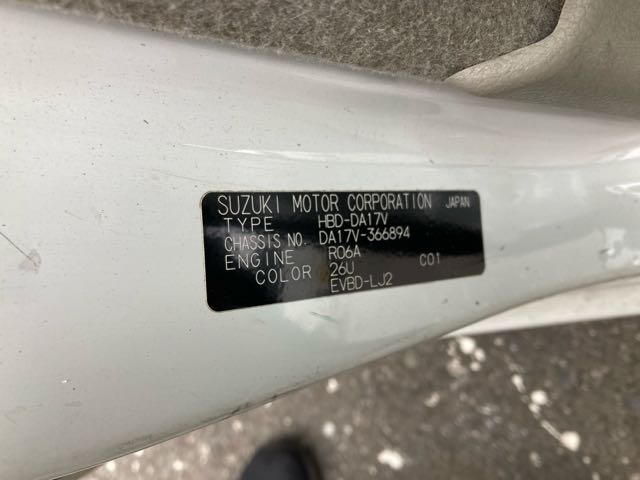 SUZUKI MOTOR CORPORATION JAPAN
TYPE HBD-DA17V
CHASSIS NO. DA17V-366894
ENGINE R06A C01
COLOR 26U
EVBD-LJ2